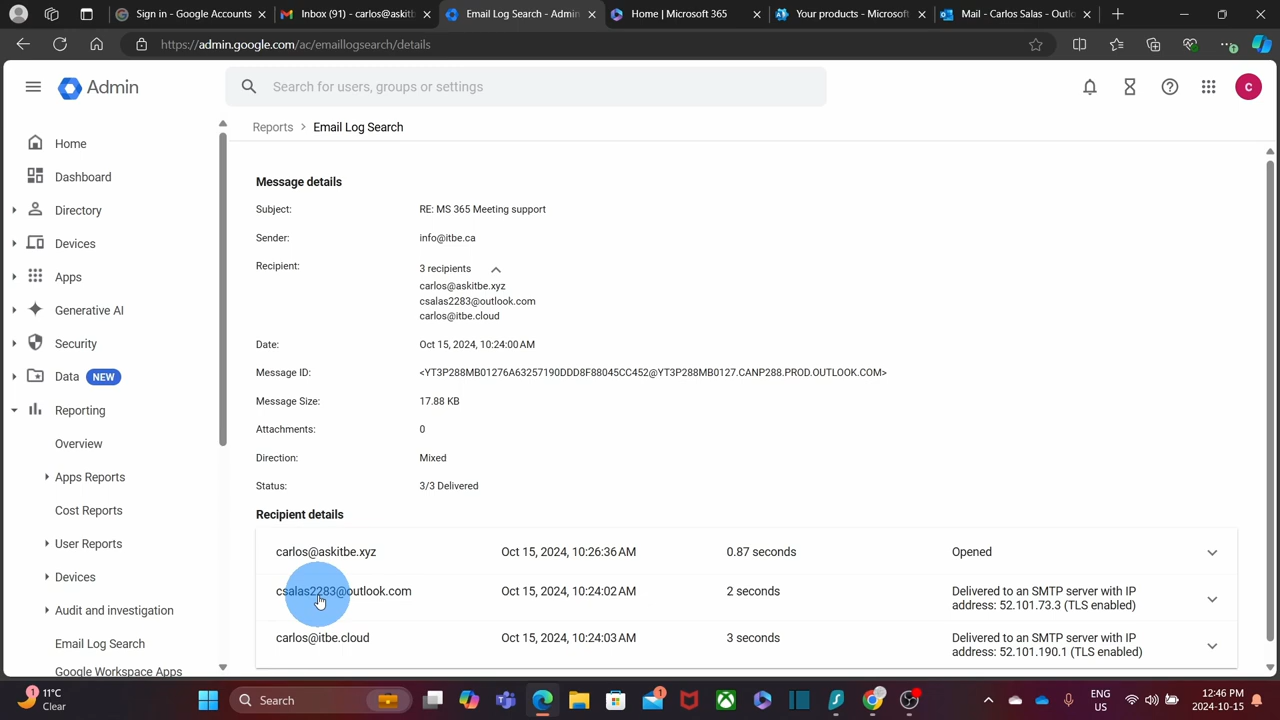 Sign in - Google Accounts
Inbox (91) - carlos@askitb
Email Log Search - Admin
Home | Microsoft 365
Your products - Microsoft
Mail - Carlos Salas - Outlo
https://admin.google.com/ac/emaillogsearch/details
Admin
Search for users, groups or settings
C
Reports > Email Log Search
Home
Dashboard
Directory
Devices
Apps
Generative AI
Security
Data NEW
Reporting
Overview
Apps Reports
Cost Reports
User Reports
Devices
Audit and investigation
Email Log Search
Google Workspace Apps
Message details
Subject: RE: MS 365 Meeting support
Sender: info@itbe.ca
Recipient: 3 recipients
carlos@askitbe.xyz
csalas2283@outlook.com
carlos@itbe.cloud
Date: Oct 15, 2024, 10:24:00 AM
Message ID: <YT3P288MB01276A63257190DDD8F88045CC452@YT3P288MB0127.CANP288.PROD.OUTLOOK.COM>
Message Size: 17.88 KB
Attachments: 0
Direction: Mixed
Status: 3/3 Delivered
Recipient details
carlos@askitbe.xyz Oct 15, 2024, 10:26:36 AM 0.87 seconds Opened
csalas2283@outlook.com Oct 15, 2024, 10:24:02 AM 2 seconds Delivered to an SMTP server with IP
address: 52.101.73.3 (TLS enabled)
carlos@itbe.cloud Oct 15, 2024, 10:24:03 AM 3 seconds Delivered to an SMTP server with IP
address: 52.101.190.1 (TLS enabled)
1
11°C
Clear
Search
1
ENG
US
12:46 PM
2024-10-15